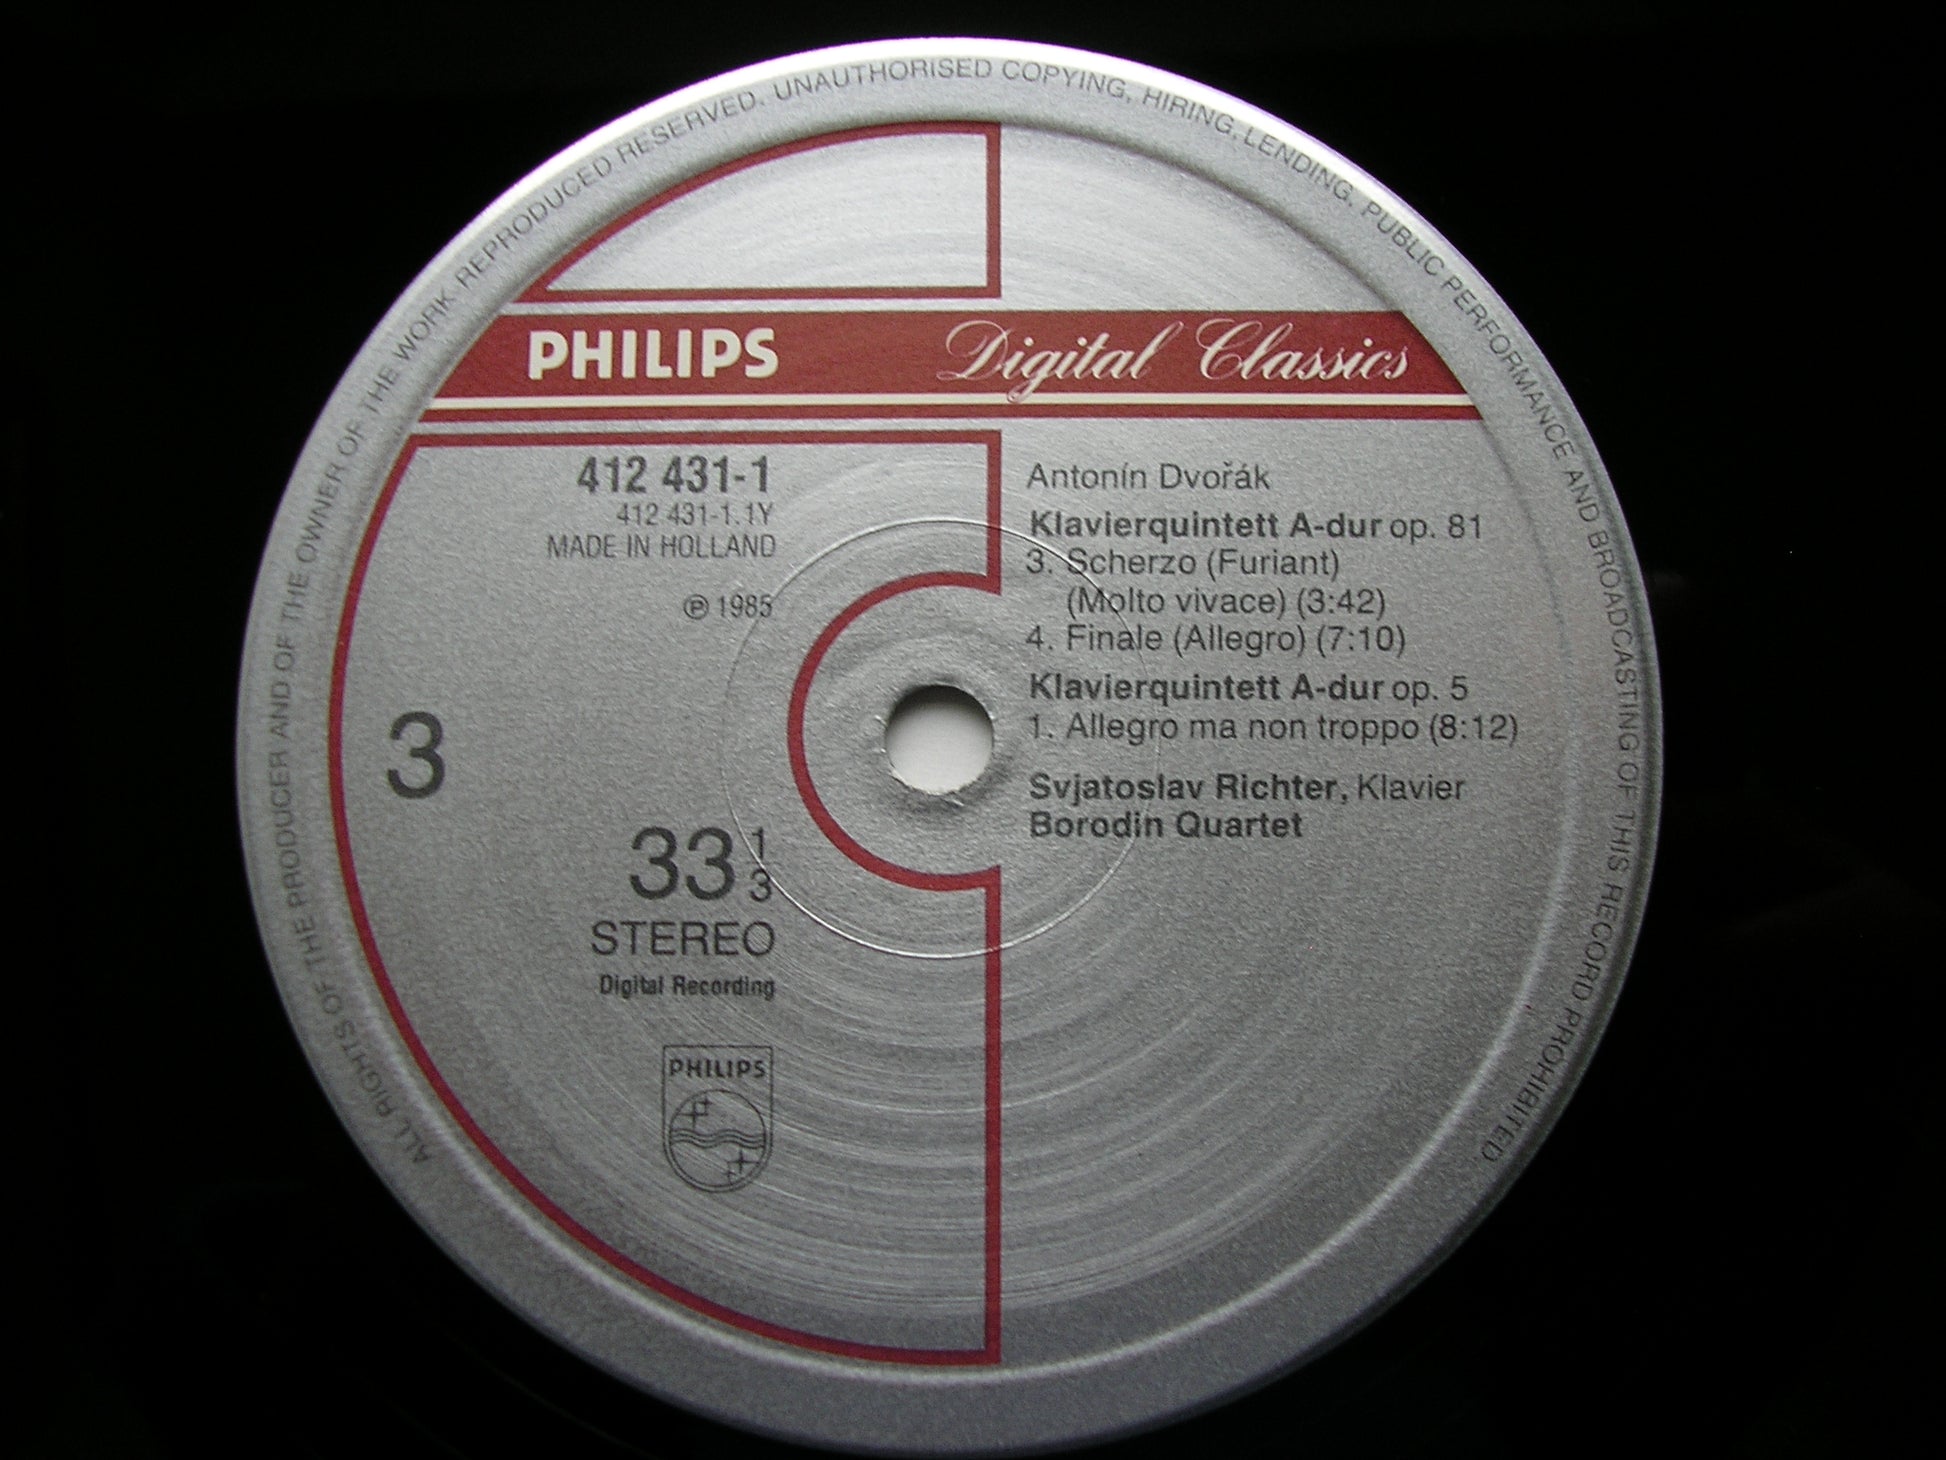 ALL RIGHTS OF THE PRODUCER AND OF THE OWNER OF THE WORK REPRODUCED RESERVED. UNAUTHORISED COPYING, HIRING, LENDING, PUBLIC PERFORMANCE AND BROADCASTING OF THIS RECORD PROHIBITED
PHILIPS Digital Classics
412 431-1
412 431-1.1Y
MADE IN HOLLAND
℗ 1985
3
33 1/3
STEREO
Digital Recording
PHILIPS
Antonín Dvořák
Klavierquintett A-dur op. 81
3. Scherzo (Furiant)
(Molto vivace) (3:42)
4. Finale (Allegro) (7:10)
Klavierquintett A-dur op. 5
1. Allegro ma non troppo (8:12)
Svjatoslav Richter, Klavier
Borodin Quartet